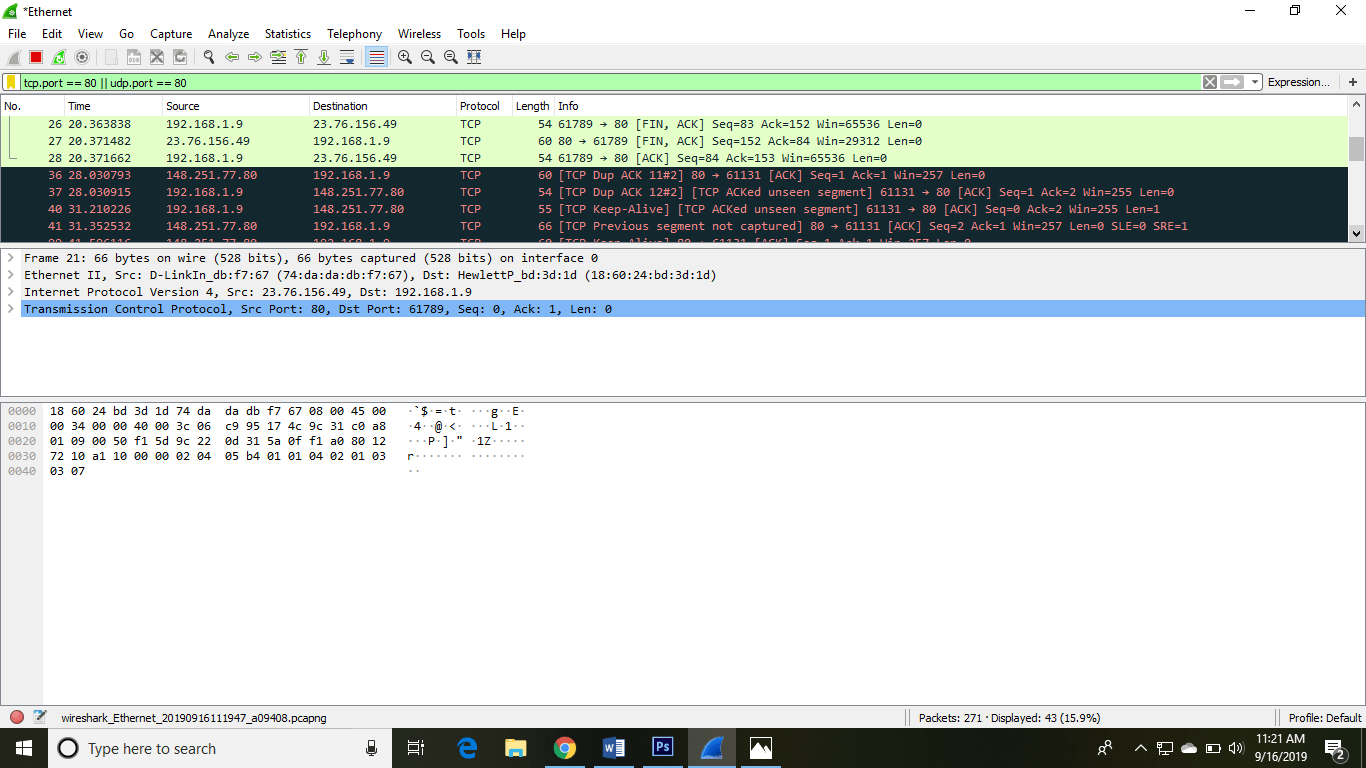 *Ethernet
File Edit View Go Capture Analyze Statistics Telephony Wireless Tools Help
tcp.port == 80 || udp.port == 80 Expression... +
No. Time Source Destination Protocol Length Info
26 20.363838 192.168.1.9 23.76.156.49 TCP 54 61789 → 80 [FIN, ACK] Seq=83 Ack=152 Win=65536 Len=0
27 20.371482 23.76.156.49 192.168.1.9 TCP 60 80 → 61789 [FIN, ACK] Seq=152 Ack=84 Win=29312 Len=0
28 20.371662 192.168.1.9 23.76.156.49 TCP 54 61789 → 80 [ACK] Seq=84 Ack=153 Win=65536 Len=0
36 28.030793 148.251.77.80 192.168.1.9 TCP 60 [TCP Dup ACK 11#2] 80 → 61131 [ACK] Seq=1 Ack=1 Win=257 Len=0
37 28.030915 192.168.1.9 148.251.77.80 TCP 54 [TCP Dup ACK 12#2] [TCP ACKed unseen segment] 61131 → 80 [ACK] Seq=1 Ack=2 Win=255 Len=0
40 31.210226 192.168.1.9 148.251.77.80 TCP 55 [TCP Keep-Alive] [TCP ACKed unseen segment] 61131 → 80 [ACK] Seq=0 Ack=2 Win=255 Len=1
41 31.352532 148.251.77.80 192.168.1.9 TCP 66 [TCP Previous segment not captured] 80 → 61131 [ACK] Seq=2 Ack=1 Win=257 Len=0 SLE=0 SRE=1
Frame 21: 66 bytes on wire (528 bits), 66 bytes captured (528 bits) on interface 0
Ethernet II, Src: D-LinkIn_db:f7:67 (74:da:da:db:f7:67), Dst: HewlettP_bd:3d:1d (18:60:24:bd:3d:1d)
Internet Protocol Version 4, Src: 23.76.156.49, Dst: 192.168.1.9
Transmission Control Protocol, Src Port: 80, Dst Port: 61789, Seq: 0, Ack: 1, Len: 0
0000 18 60 24 bd 3d 1d 74 da da db f7 67 08 00 45 00 ·`$·=·t· ···g··E·
0010 00 34 00 00 40 00 3c 06 c9 95 17 4c 9c 31 c0 a8 ·4··@·<· ···L·1··
0020 01 09 00 50 f1 5d 9c 22 0d 31 5a 0f f1 a0 80 12 ···P·]·" ·1Z·····
0030 72 10 a1 10 00 00 02 04 05 b4 01 01 04 02 01 03 r······· ········
0040 03 07 ··
wireshark_Ethernet_20190916111947_a09408.pcapng Packets: 271 · Displayed: 43 (15.9%) Profile: Default
Type here to search W Ps 11:21 AM
9/16/2019 2